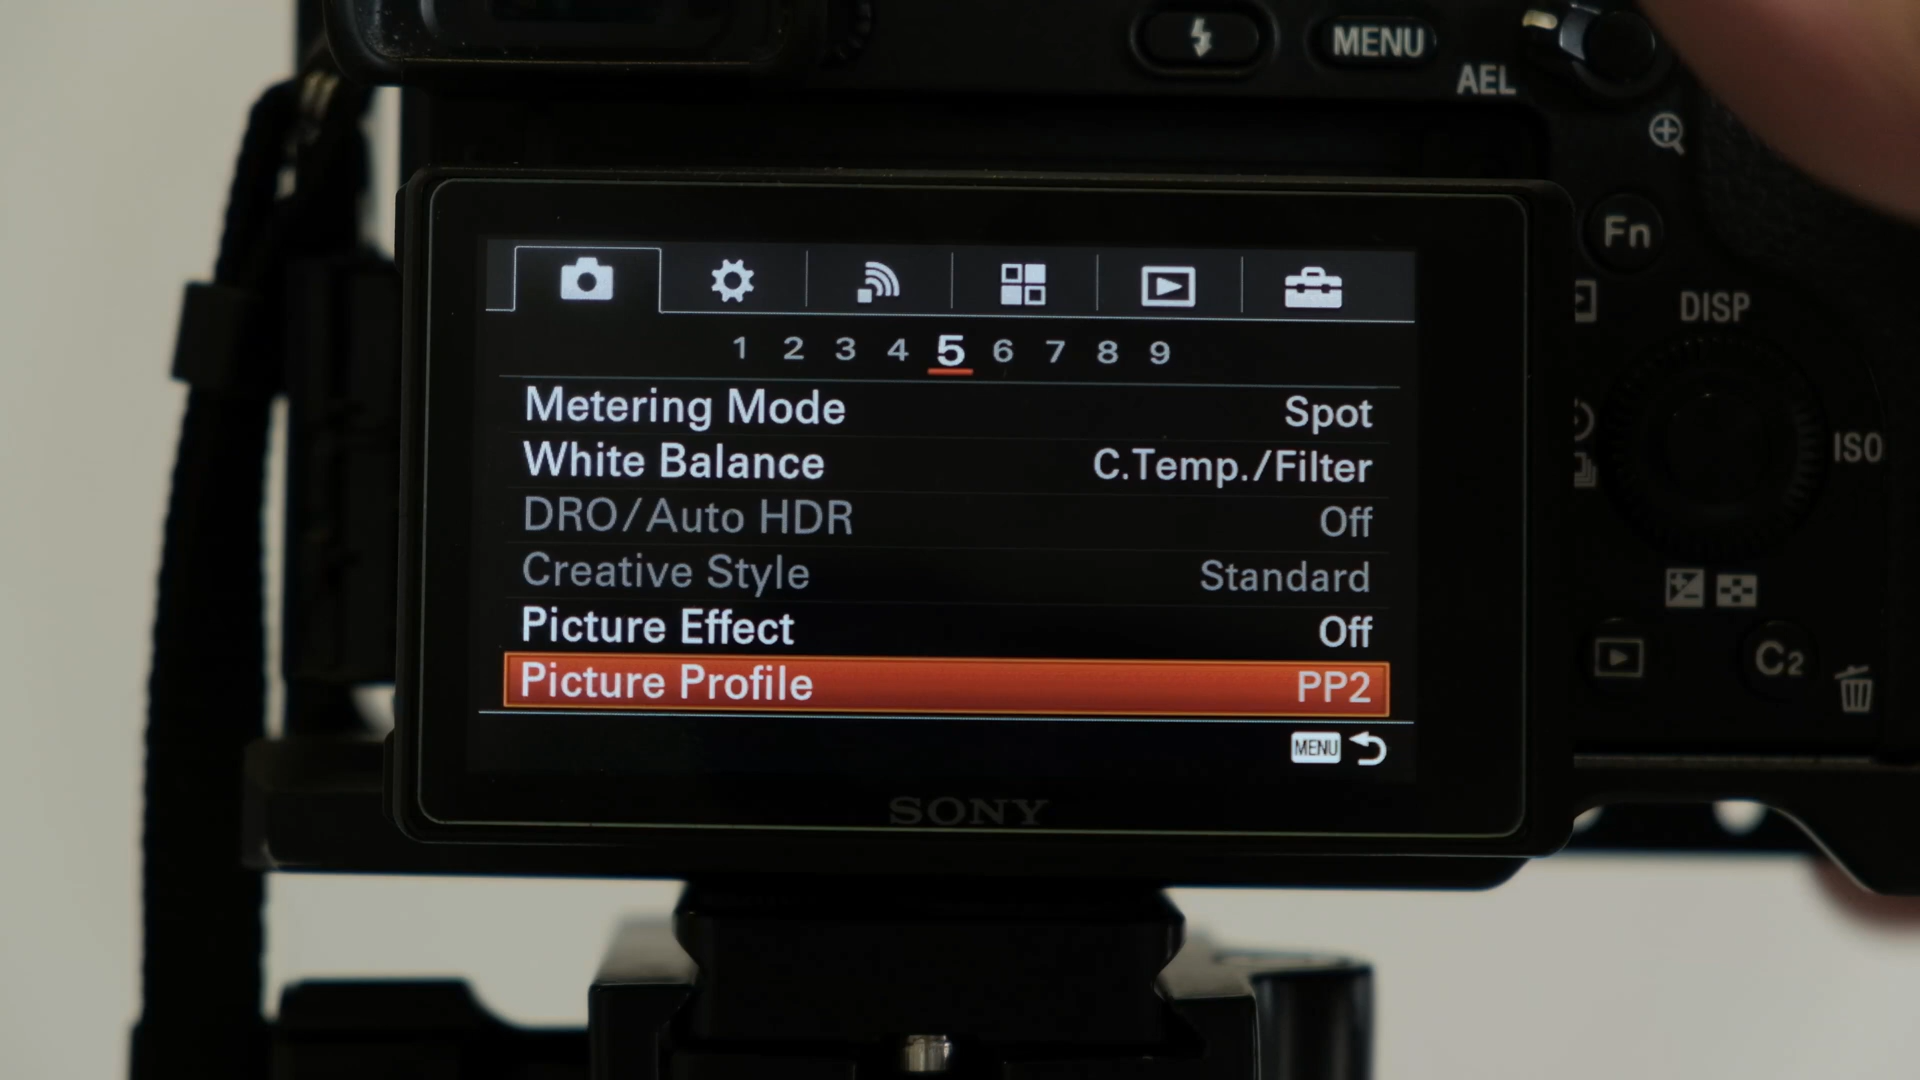 MENU
AEL
Fn
DISP
1 2 3 4 5 6 7 8 9
Metering Mode Spot
White Balance C.Temp./Filter
ISO
DRO/Auto HDR Off
Creative Style Standard
Picture Effect Off
Picture Profile PP2
C2
MENU
SONY